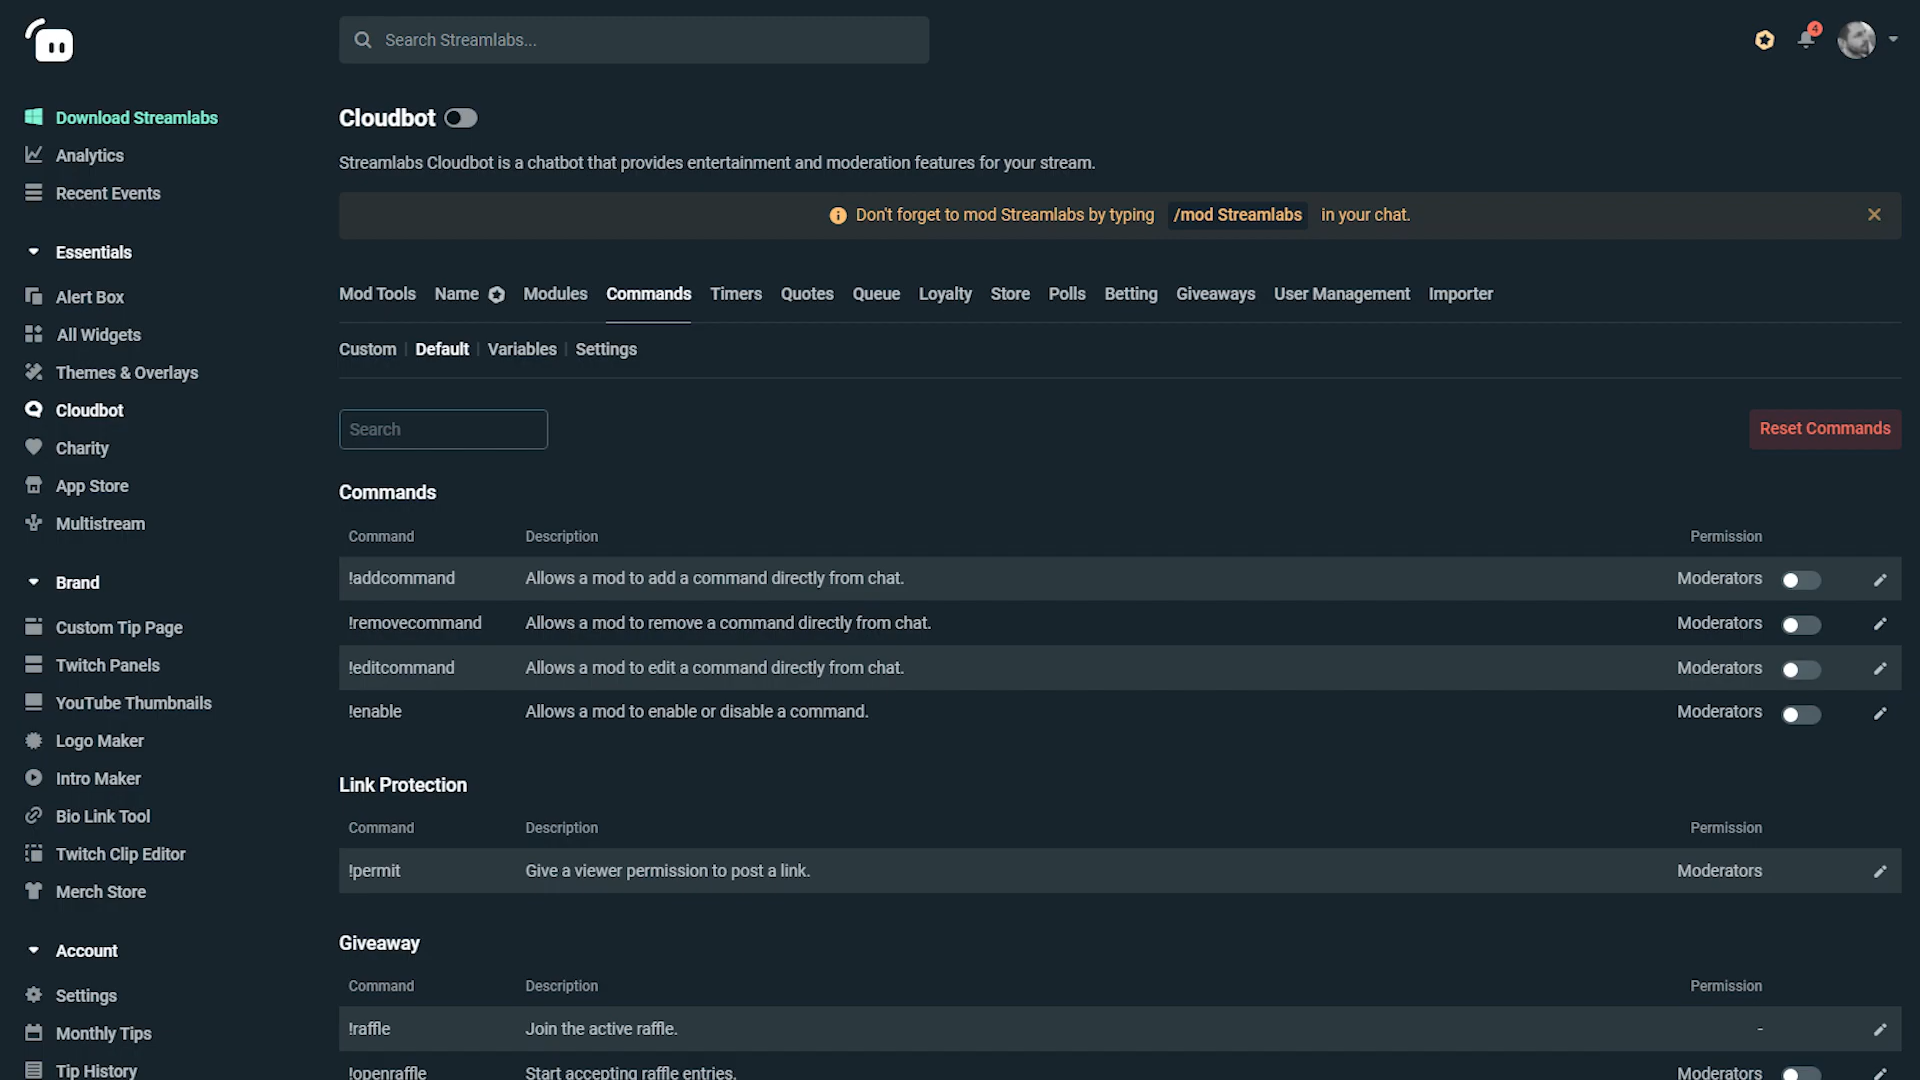 Search Streamlabs...
4
Download Streamlabs
Analytics
Recent Events
Essentials
Alert Box
All Widgets
Themes & Overlays
Cloudbot
Charity
App Store
Multistream
Brand
Custom Tip Page
Twitch Panels
YouTube Thumbnails
Logo Maker
Intro Maker
Bio Link Tool
Twitch Clip Editor
Merch Store
Account
Settings
Monthly Tips
Tip History
Cloudbot
Streamlabs Cloudbot is a chatbot that provides entertainment and moderation features for your stream.
Don't forget to mod Streamlabs by typing /mod Streamlabs in your chat.
Mod Tools Name Modules Commands Timers Quotes Queue Loyalty Store Polls Betting Giveaways User Management Importer
Custom Default Variables Settings
Search
Reset Commands
Commands
Command Description Permission
!addcommand Allows a mod to add a command directly from chat. Moderators
!removecommand Allows a mod to remove a command directly from chat. Moderators
!editcommand Allows a mod to edit a command directly from chat. Moderators
!enable Allows a mod to enable or disable a command. Moderators
Link Protection
Command Description Permission
!permit Give a viewer permission to post a link. Moderators
Giveaway
Command Description Permission
!raffle Join the active raffle. -
!openraffle Start accepting raffle entries. Moderators